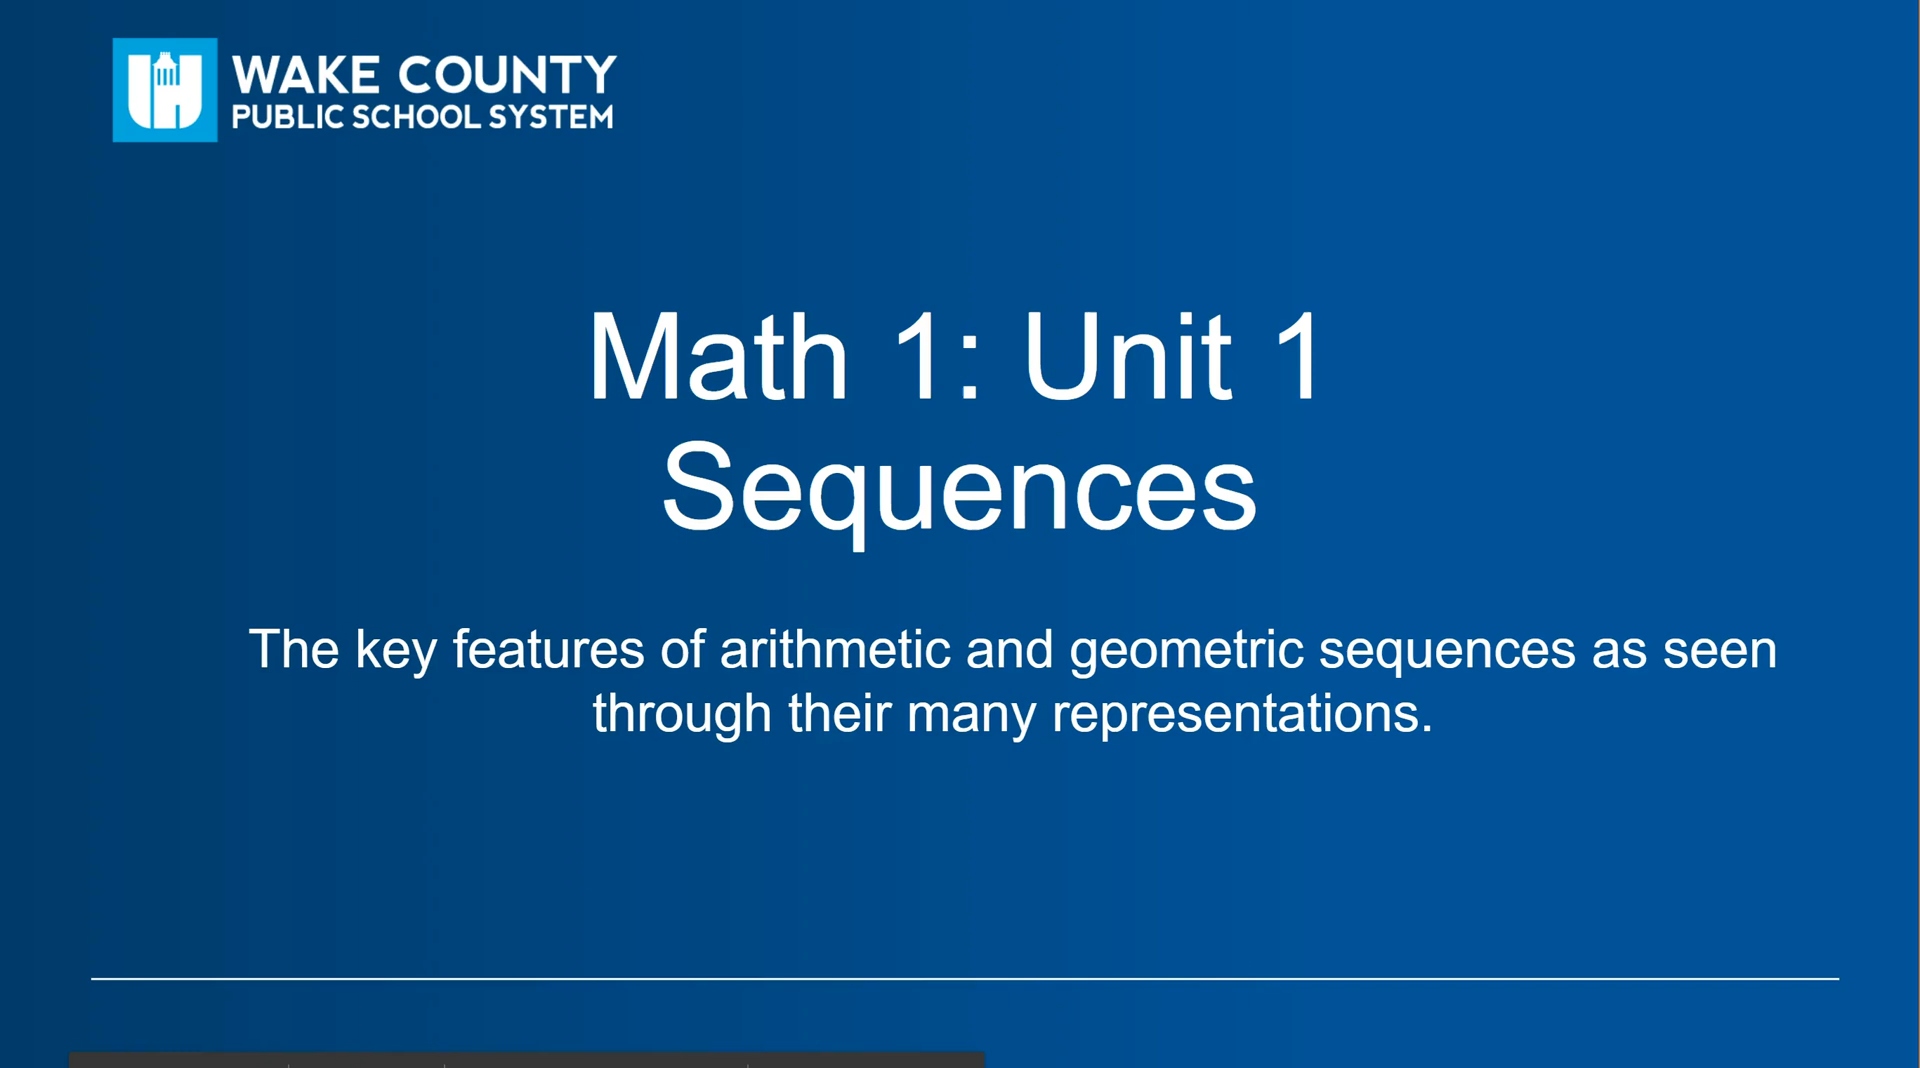 WAKE COUNTY
PUBLIC SCHOOL SYSTEM
Math 1: Unit 1
Sequences
The key features of arithmetic and geometric sequences as seen
through their many representations.